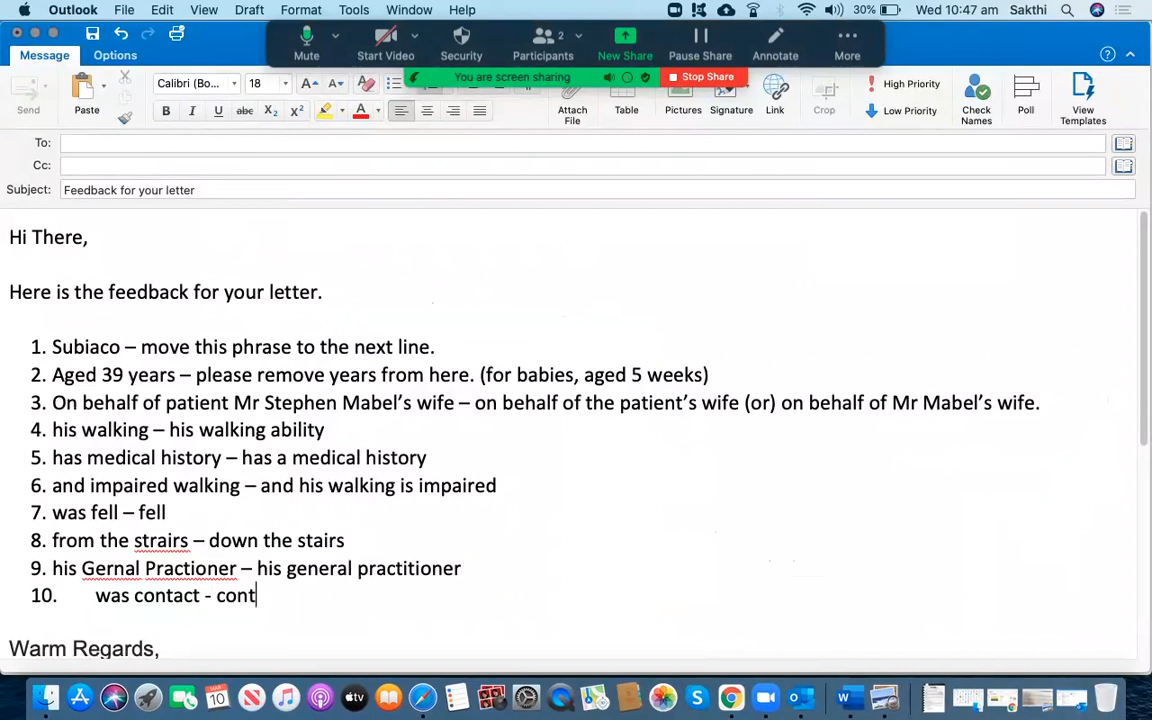 Outlook File Edit View Draft Format Tools Window Help 30% Wed 10:47 am Sakthi
Message Options
Mute Start Video Security Participants 2 New Share Pause Share Annotate More
You are screen sharing Stop Share
Send Paste Calibri (Bo... 18 Attach File Table Pictures Signature Link Crop High Priority Low Priority Check Names Poll View Templates
To:
Cc:
Subject: Feedback for your letter
Hi There,
Here is the feedback for your letter.
1. Subiaco – move this phrase to the next line.
2. Aged 39 years – please remove years from here. (for babies, aged 5 weeks)
3. On behalf of patient Mr Stephen Mabel’s wife – on behalf of the patient’s wife (or) on behalf of Mr Mabel’s wife.
4. his walking – his walking ability
5. has medical history – has a medical history
6. and impaired walking – and his walking is impaired
7. was fell – fell
8. from the strairs – down the stairs
9. his Gernal Practioner – his general practitioner
10. was contact - cont
Warm Regards,